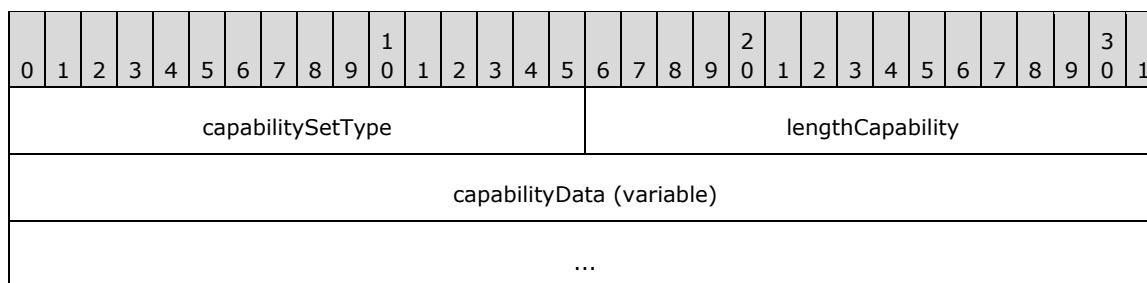 1 2 3
0 1 2 3 4 5 6 7 8 9 0 1 2 3 4 5 6 7 8 9 0 1 2 3 4 5 6 7 8 9 0 1
capabilitySetType lengthCapability
capabilityData (variable)
...